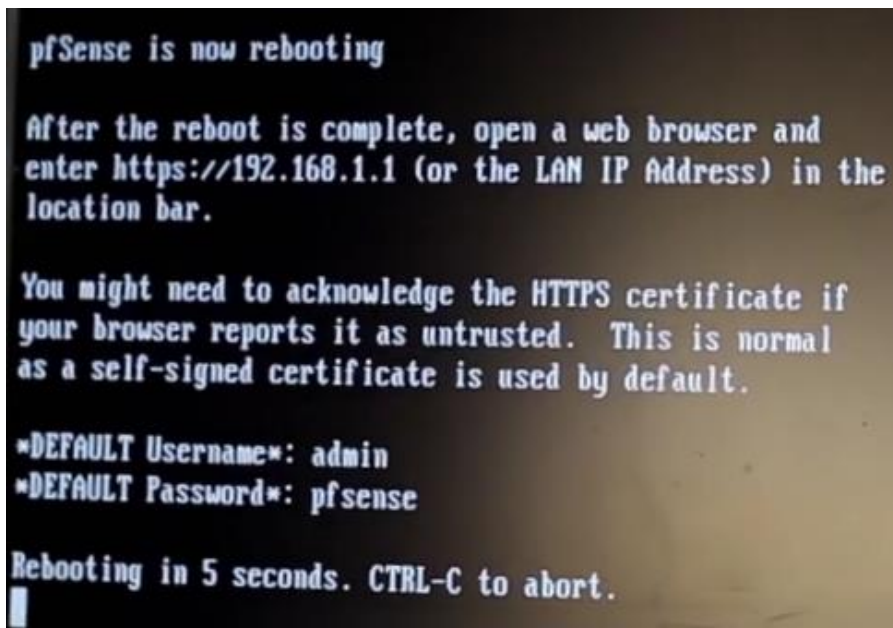 pfSense is now rebooting
After the reboot is complete, open a web browser and
enter https://192.168.1.1 (or the LAN IP Address) in the
location bar.
You might need to acknowledge the HTTPS certificate if
your browser reports it as untrusted.  This is normal
as a self-signed certificate is used by default.
*DEFAULT Username*: admin
*DEFAULT Password*: pfsense
Rebooting in 5 seconds. CTRL-C to abort.